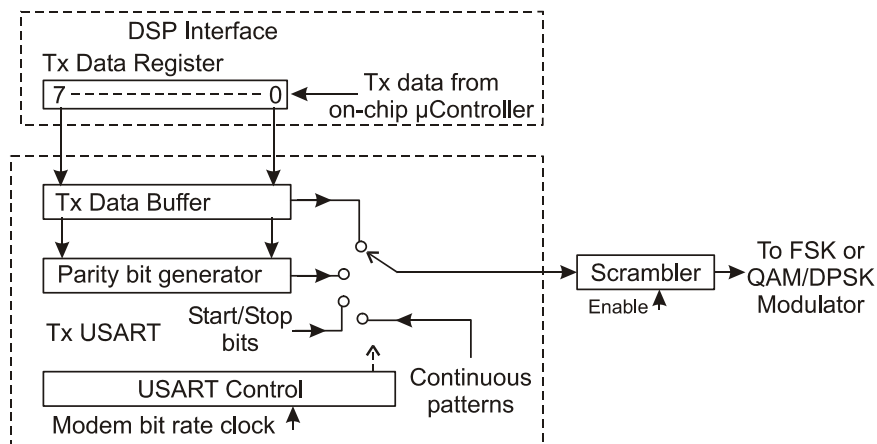 DSP Interface
Tx Data Register
7 0
Tx data from
on-chip µController
Tx Data Buffer
Parity bit generator
Start/Stop
bits
Tx USART
USART Control
Modem bit rate clock
Continuous
patterns
Scrambler
Enable
To FSK or
QAM/DPSK
Modulator